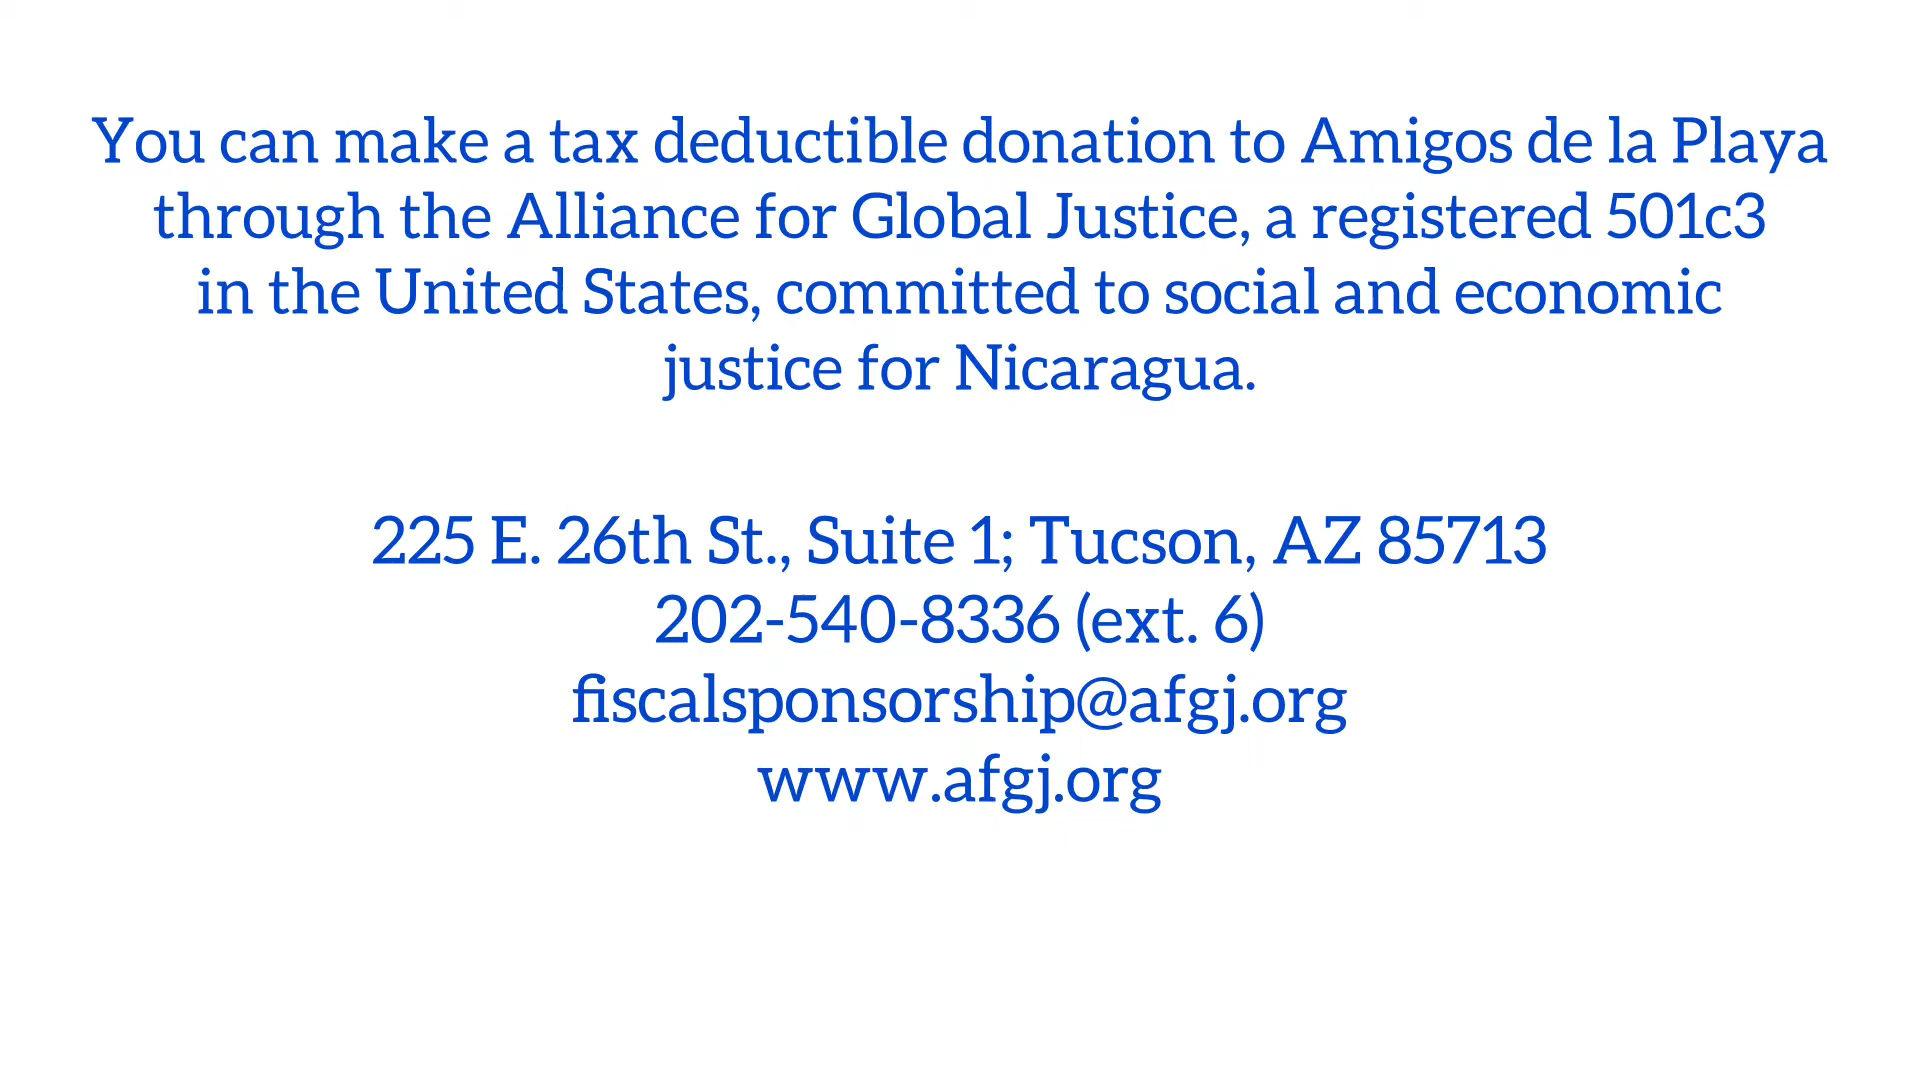 You can make a tax deductible donation to Amigos de la Playa
through the Alliance for Global Justice, a registered 501c3
in the United States, committed to social and economic
justice for Nicaragua.
225 E. 26th St., Suite 1; Tucson, AZ 85713
202-540-8336 (ext. 6)
fiscalsponsorship@afgj.org
www.afgj.org